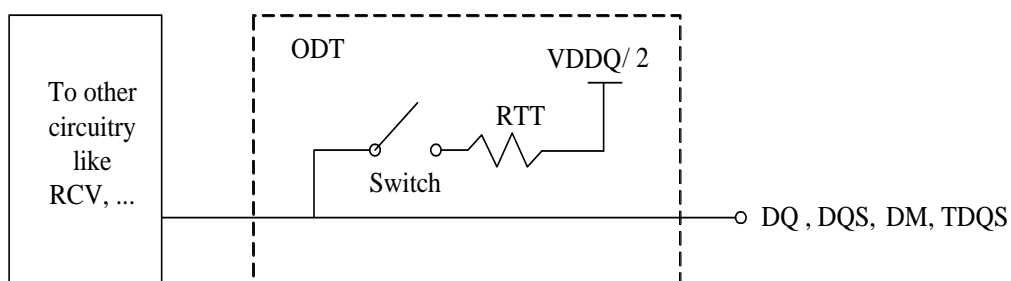 ODT
VDDQ/ 2
To other
circuitry
like
RCV, ...
RTT
Switch
DQ , DQS, DM, TDQS